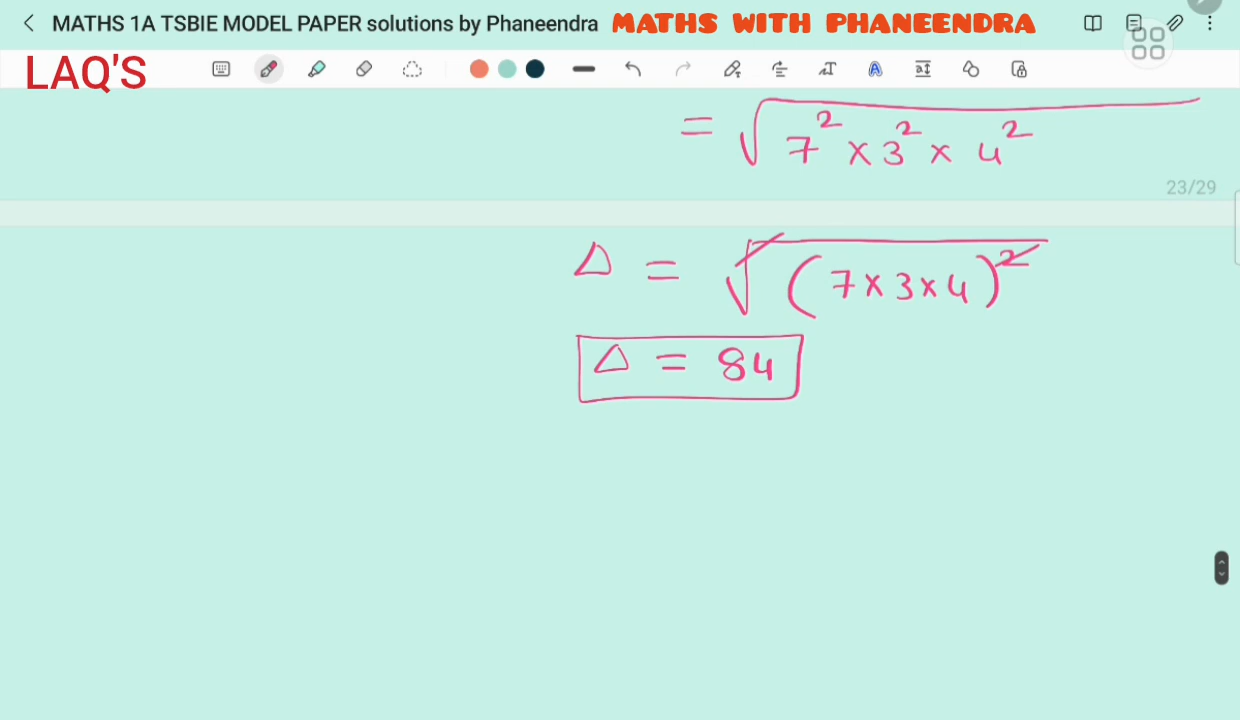 MATHS 1A TSBIE MODEL PAPER solutions by Phaneendra MATHS WITH PHANEENDRA
LAQ'S
= √(7² × 3² × 4²)
23/29
Δ = √((7×3×4)²)
Δ = 84